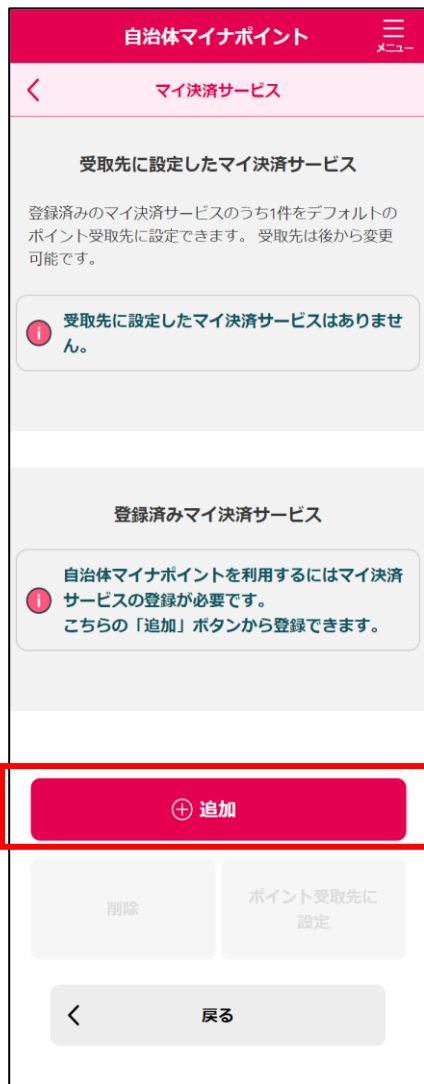 自治体マイナポイント
メニュー
マイ決済サービス
受取先に設定したマイ決済サービス
登録済みのマイ決済サービスのうち1件をデフォルトの
ポイント受取先に設定できます。 受取先は後から変更
可能です。
受取先に設定したマイ決済サービスはありませ
ん。
登録済みマイ決済サービス
自治体マイナポイントを利用するにはマイ決済
サービスの登録が必要です。
こちらの「追加」ボタンから登録できます。
追加
削除
ポイント受取先に
設定
戻る